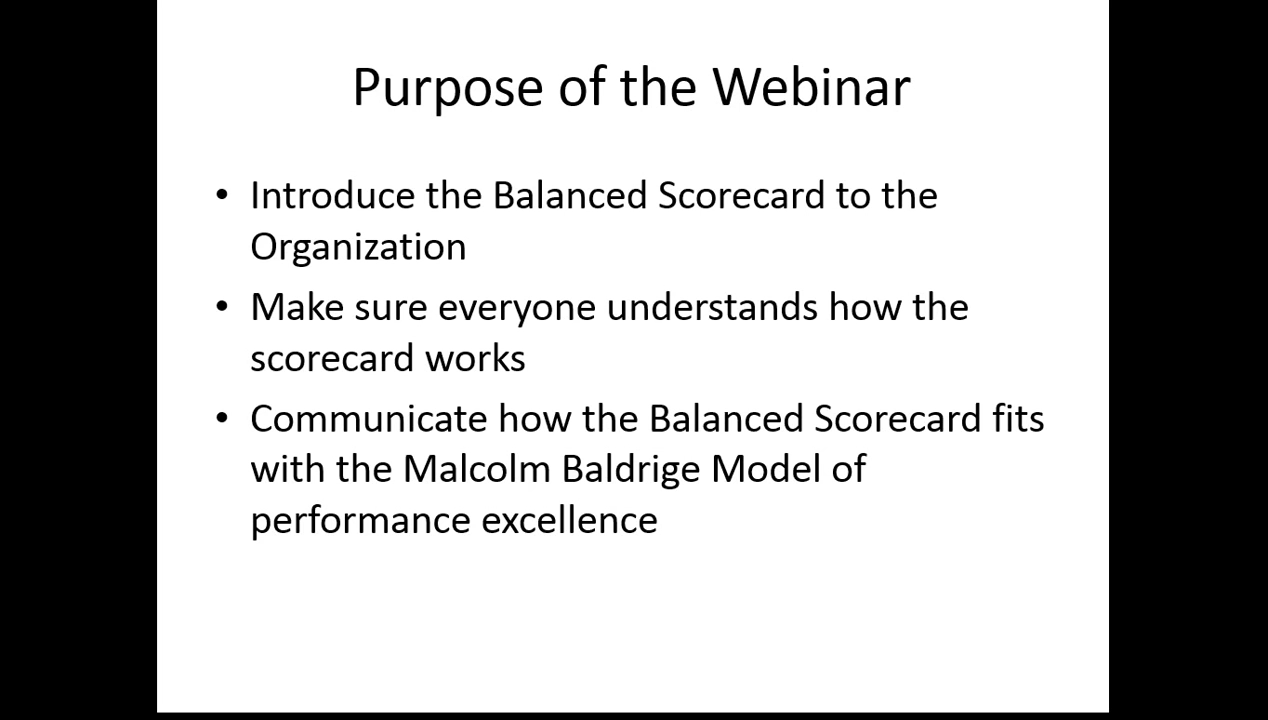 Purpose of the Webinar
• Introduce the Balanced Scorecard to the
Organization
• Make sure everyone understands how the
scorecard works
• Communicate how the Balanced Scorecard fits
with the Malcolm Baldrige Model of
performance excellence